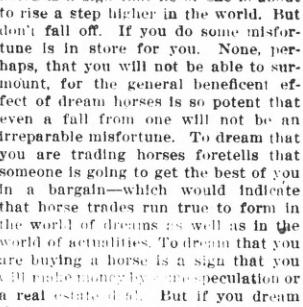 to rise a step higher in the world. But
don't fall off. If you do some misfor-
tune is in store for you. None, per-
haps, that you will not be able to sur-
mount, for the general beneficent ef-
fect of dream horses is so potent that
even a fall from one will not be an
irreparable misfortune. To dream that
you are trading horses foretells that
someone is going to get the best of you
in a bargain—which would indicate
that horse trades run true to form in
the world of dreams as well as in the
world of actualities. To dream that you
are buying a horse is a sign that you
will make money by speculation or
a real estate deal. But if you dream